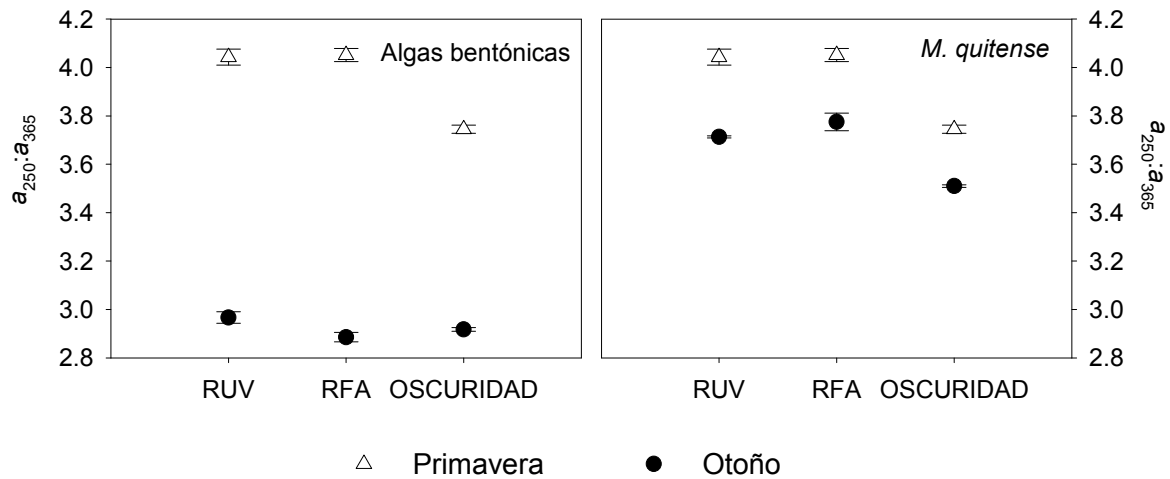 4.2
4.0
3.8
3.6
3.4
3.2
3.0
2.8
a250:a365
Algas bentónicas
RUV RFA OSCURIDAD
M. quitense
RUV RFA OSCURIDAD
4.2
4.0
3.8
3.6
3.4
3.2
3.0
2.8
a250:a365
Primavera Otoño